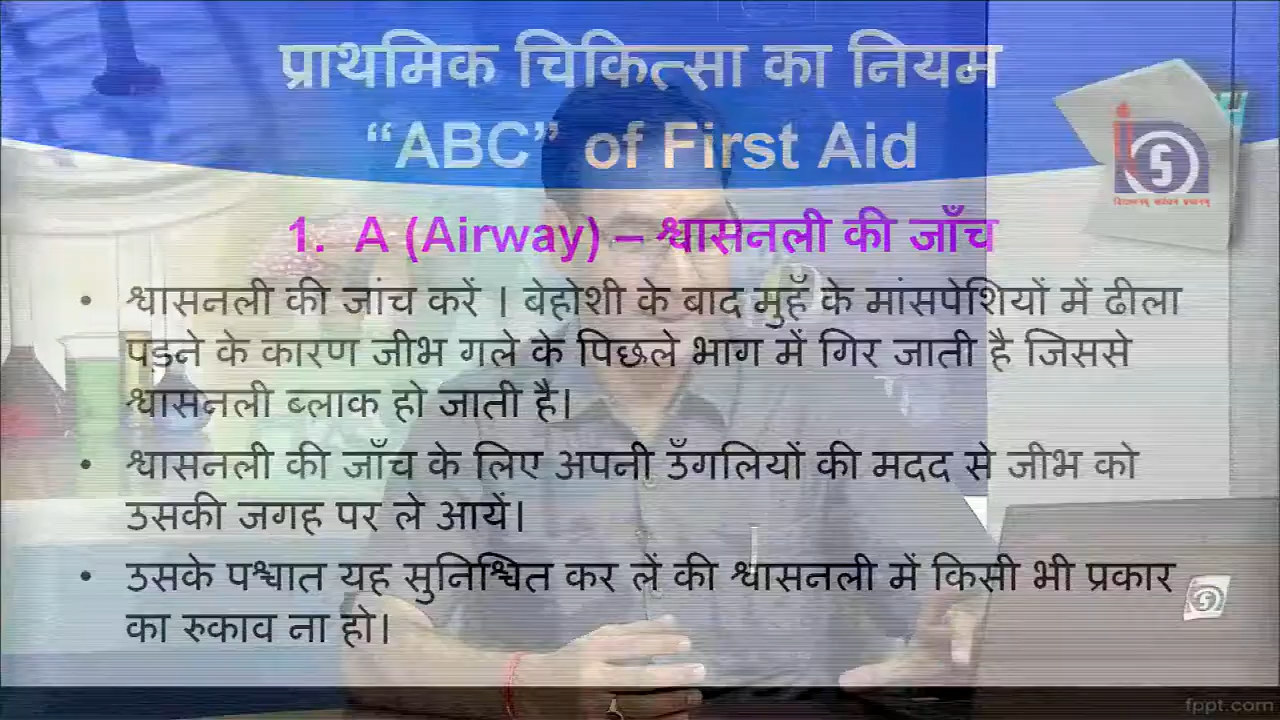 प्राथमिक चिकित्सा का नियम
“ABC” of First Aid
1. A (Airway) – श्वासनली की जाँच
• श्वासनली की जांच करें । बेहोशी के बाद मुहँ के मांसपेशियों में ढीला
पड़ने के कारण जीभ गले के पिछले भाग में गिर जाती है जिससे
श्वासनली ब्लाक हो जाती है।
• श्वासनली की जाँच के लिए अपनी उँगलियों की मदद से जीभ को
उसकी जगह पर ले आयें।
• उसके पश्चात यह सुनिश्चित कर लें की श्वासनली में किसी भी प्रकार
का रुकाव ना हो।
fppt.com